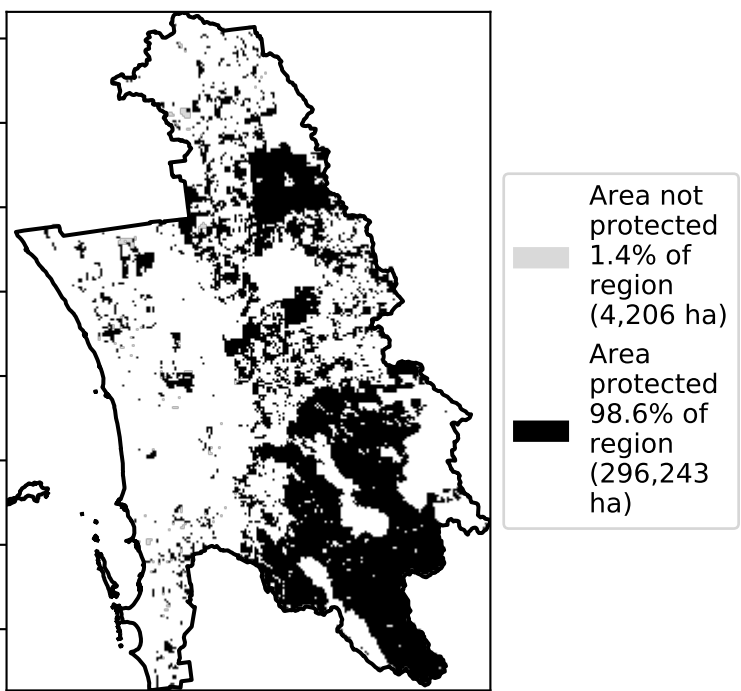 Area not
protected
1.4% of
region
(4,206 ha)
Area
protected
98.6% of
region
(296,243
ha)